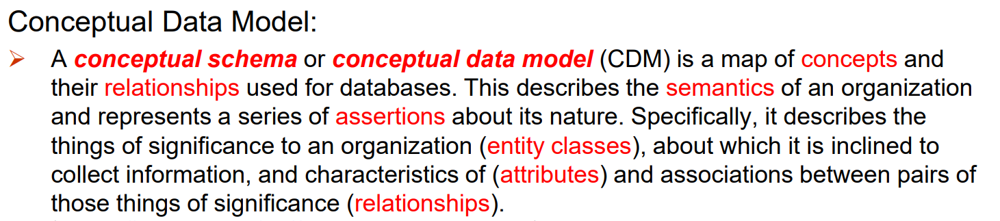 Conceptual Data Model:
➢ A conceptual schema or conceptual data model (CDM) is a map of concepts and
their relationships used for databases. This describes the semantics of an organization
and represents a series of assertions about its nature. Specifically, it describes the
things of significance to an organization (entity classes), about which it is inclined to
collect information, and characteristics of (attributes) and associations between pairs of
those things of significance (relationships).